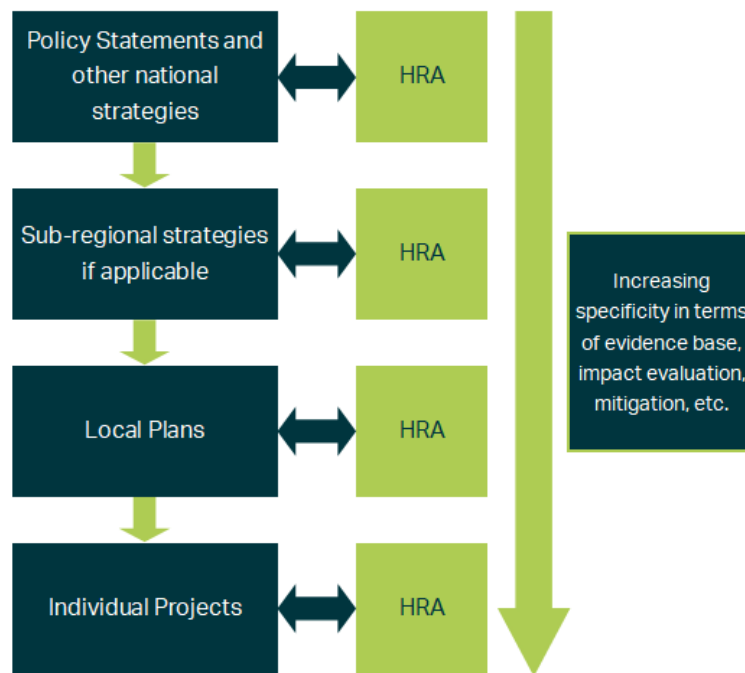 Policy Statements and
other national
strategies
HRA
Sub-regional strategies
if applicable
HRA
Local Plans
HRA
Individual Projects
HRA
Increasing
specificity in terms
of evidence base,
impact evaluation,
mitigation, etc.